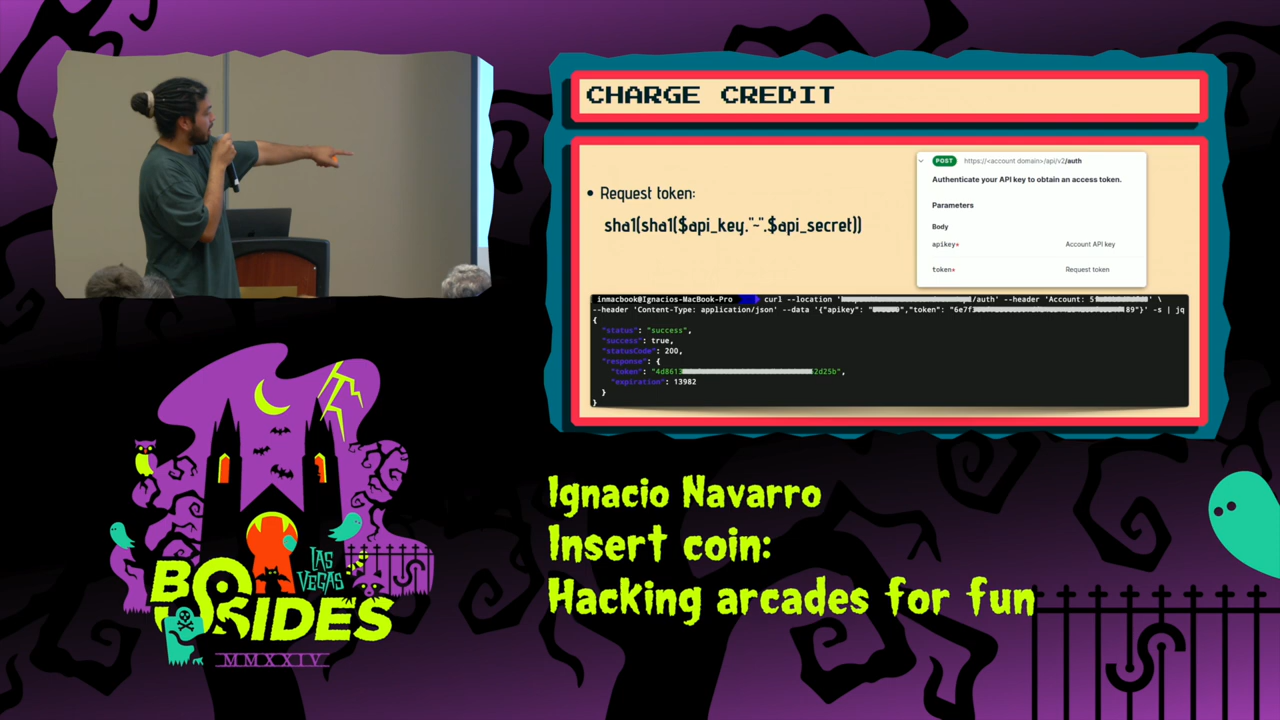 CHARGE CREDIT
• Request token:
sha1(sha1($api_key."~".$api_secret))
POST https://<account domain>/api/v2/auth
Authenticate your API key to obtain an access token.
Parameters
Body
apikey* Account API key
token* Request token
inmacbook@Ignacios-MacBook-Pro curl --location ' /auth' --header 'Account: 5 ' \
--header 'Content-Type: application/json' --data '{"apikey": " ","token": "6e7f 89"}' -s | jq
{
"status": "success",
"success": true,
"statusCode": 200,
"response": {
"token": "4d8613 2d25b",
"expiration": 13982
}
}
Ignacio Navarro
Insert coin:
Hacking arcades for fun
LAS
VEGAS
BSIDES
MMXXIV